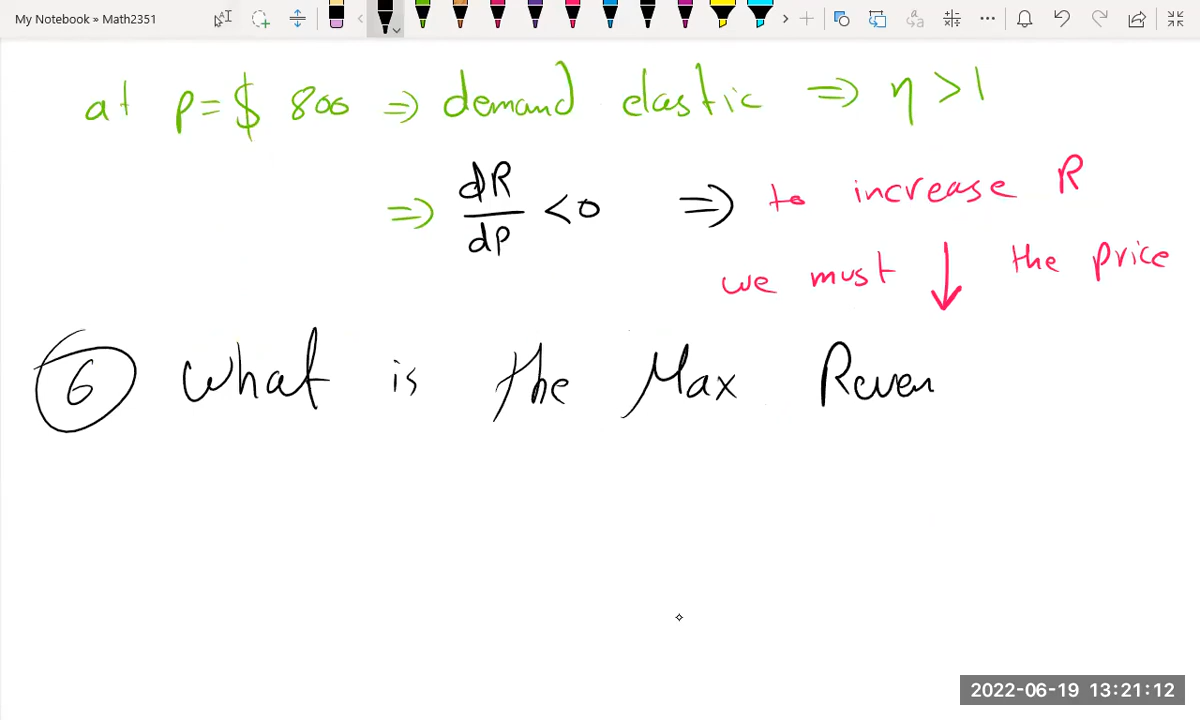 My Notebook » Math2351
at p=$ 800 ⇒ demand elastic ⇒ η>1
⇒ dR/dp <0 ⇒ to increase R
we must ↓ the price
6 What is the Max Reven
2022-06-19 13:21:12